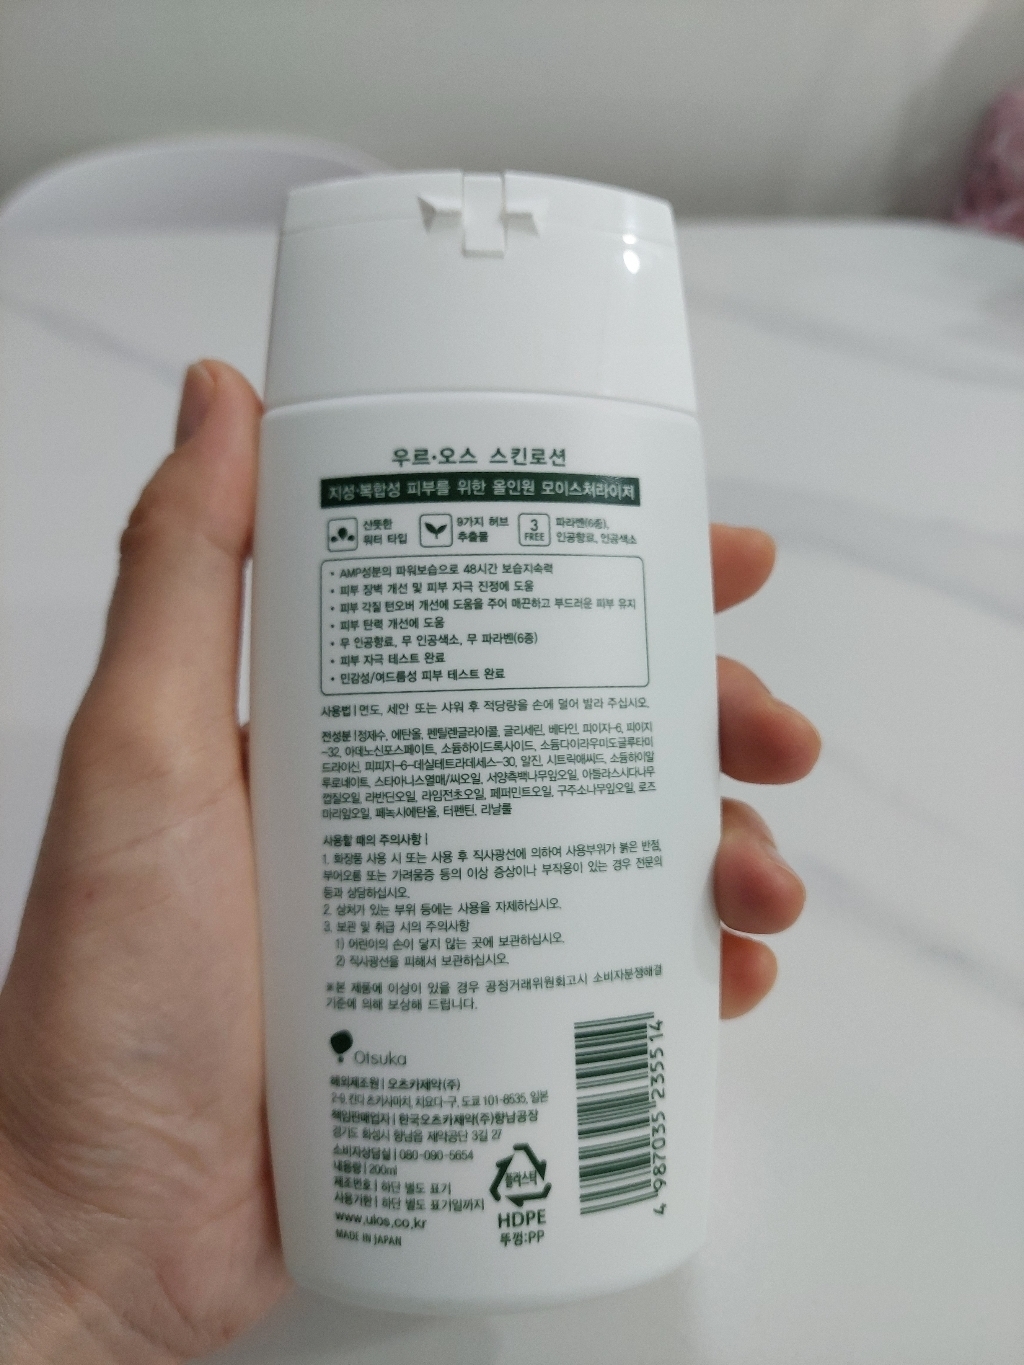 우르·오스 스킨로션
지성·복합성 피부를 위한 올인원 모이스처라이저
산뜻한
워터 타입
9가지 허브
추출물
3
FREE
파라벤(6종),
인공향료, 인공색소
• AMP성분의 파워보습으로 48시간 보습지속력
• 피부 장벽 개선 및 피부 자극 진정에 도움
• 피부 각질 턴오버 개선에 도움을 주어 매끈하고 부드러운 피부 유지
• 피부 탄력 개선에 도움
• 무 인공향료, 무 인공색소, 무 파라벤(6종)
• 피부 자극 테스트 완료
• 민감성/여드름성 피부 테스트 완료
사용법 | 면도, 세안 또는 샤워 후 적당량을 손에 덜어 발라 주십시오.
전성분 | 정제수, 에탄올, 펜틸렌글라이콜, 글리세린, 베타인, 피이지-6, 피이지
-32, 아데노신포스페이트, 소듐하이드록사이드, 소듐다이라우라미도글루타미
드라이신, 피피지-6-데실테트라데세스-30, 알진, 시트릭애씨드, 소듐하이알
루로네이트, 스타아니스열매/씨오일, 서양측백나무잎오일, 아틀라스시다나무
껍질오일, 라반딘오일, 라임전초오일, 페퍼민트오일, 구주소나무잎오일, 로즈
마리잎오일, 페녹시에탄올, 터펜틴, 리날룰
사용할 때의 주의사항 |
1. 화장품 사용 시 또는 사용 후 직사광선에 의하여 사용부위가 붉은 반점,
부어오름 또는 가려움증 등의 이상 증상이나 부작용이 있는 경우 전문의
등과 상담하십시오.
2. 상처가 있는 부위 등에는 사용을 자제하십시오.
3. 보관 및 취급 시의 주의사항
1) 어린이의 손이 닿지 않는 곳에 보관하십시오.
2) 직사광선을 피해서 보관하십시오.
※본 제품에 이상이 있을 경우 공정거래위원회고시 소비자분쟁해결
기준에 의해 보상해 드립니다.
Otsuka
해외제조원 | 오츠카제약(주)
2-9, 칸다 츠카사마치, 치요다-구, 도쿄 101-8535, 일본
책임판매업자 | 한국오츠카제약(주)향남공장
경기도 화성시 향남읍 제약공단 3길 27
소비자상담실 | 080-090-5654
내용량 | 200ml
제조번호 | 하단 별도 표기
사용기한 | 하단 별도 표기일까지
www.ulos.co.kr
MADE IN JAPAN
플라스틱
HDPE
뚜껑:PP
4 987035 235514